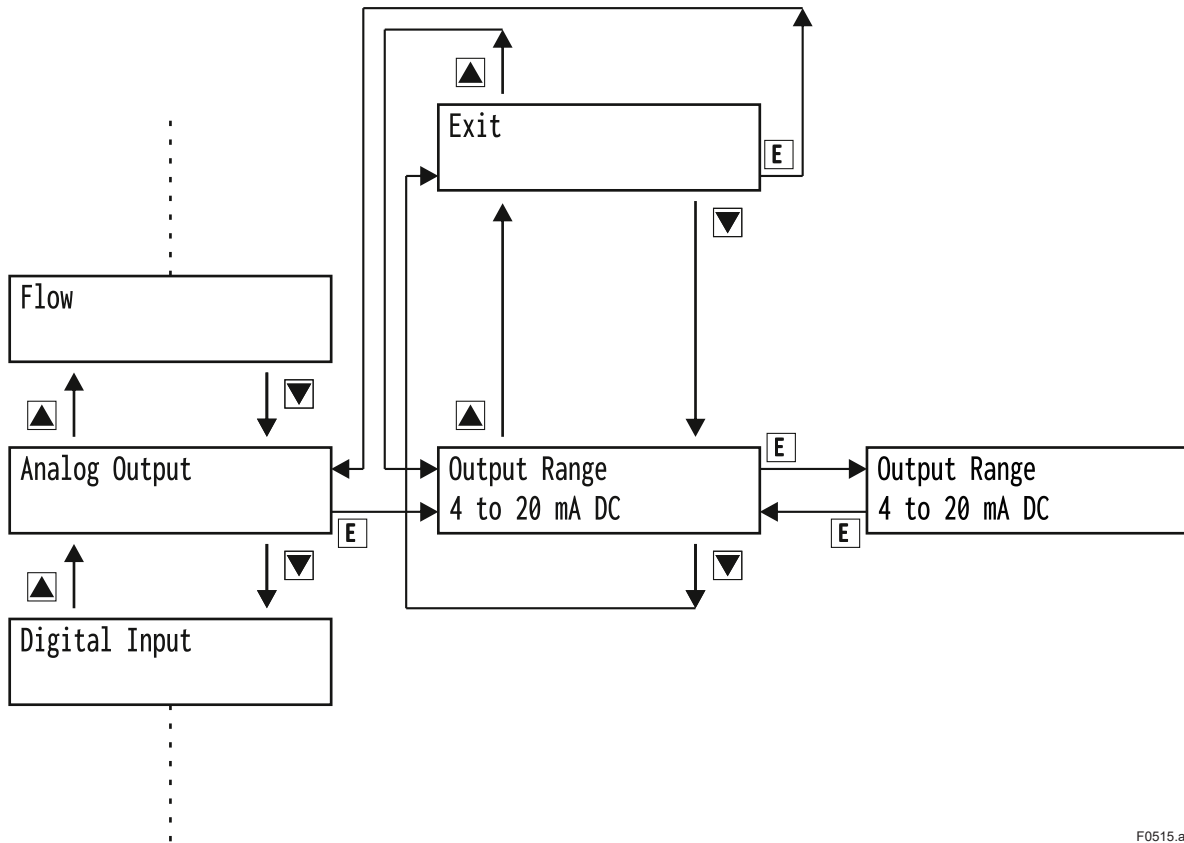 ▲
Exit
E
▼
Flow
▲
▼
▲
E
Analog Output
Output Range
4 to 20 mA DC
Output Range
4 to 20 mA DC
E
E
▲
▼
▼
Digital Input
F0515.a